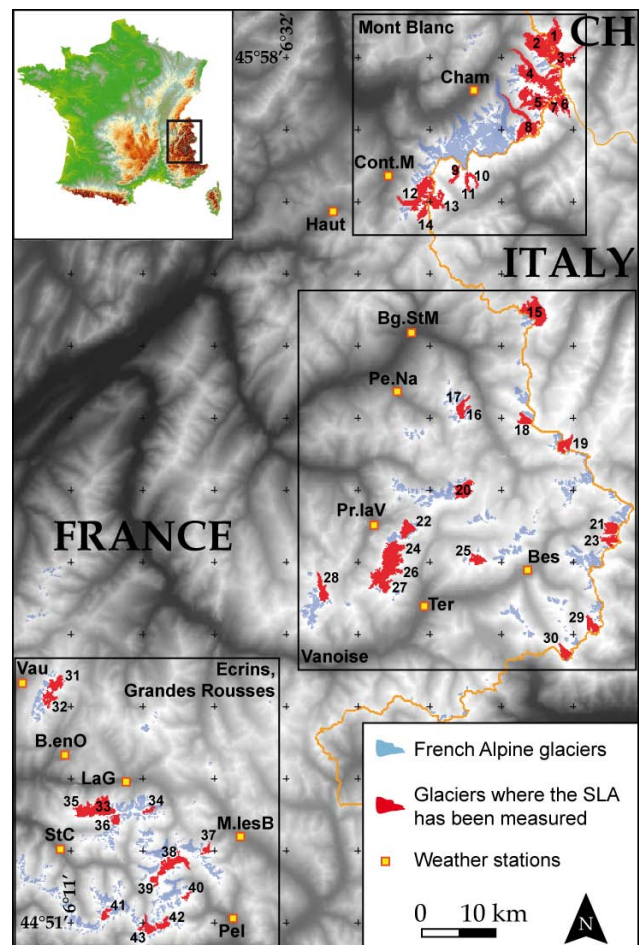 Mont Blanc
6°32'
45°58'
CH
1
2
3
4
5
6
7
8
Cham
Cont.M
9
10
11
12
13
14
Haut
ITALY
15
Bg.StM
Pe.Na
17
16
18
19
20
Pr.laV
22
21
23
24
25
26
27
28
Bes
Ter
29
30
FRANCE
Vanoise
Vau
31
32
Ecrins,
Grandes Rousses
B.enO
LaG
35
33
34
36
StC
M.lesB
37
38
39
40
41
42
43
Pel
6°11'
44°51'
French Alpine glaciers
Glaciers where the SLA
has been measured
Weather stations
0 10 km
N